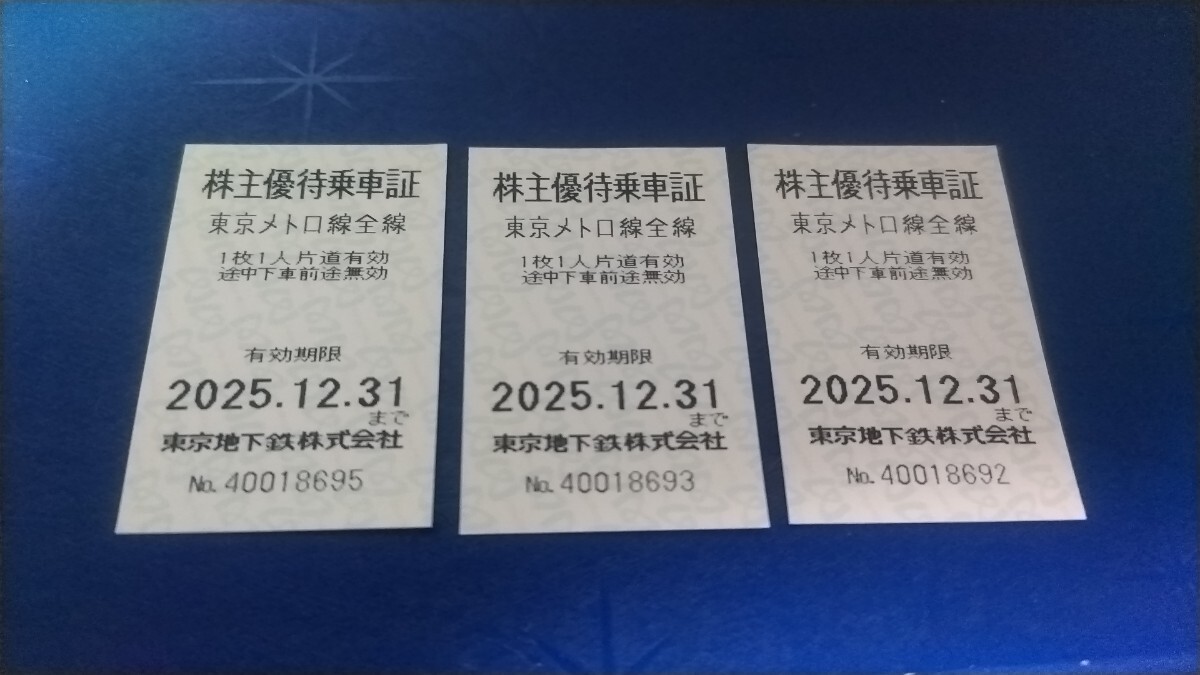 株主優待乗車証
東京メトロ線全線
1枚1人片道有効
途中下車前途無効
有効期限
2025.12.31
まで
東京地下鉄株式会社
No.40018695
株主優待乗車証
東京メトロ線全線
1枚1人片道有効
途中下車前途無効
有効期限
2025.12.31
まで
東京地下鉄株式会社
No.40018693
株主優待乗車証
東京メトロ線全線
1枚1人片道有効
途中下車前途無効
有効期限
2025.12.31
まで
東京地下鉄株式会社
No.40018692